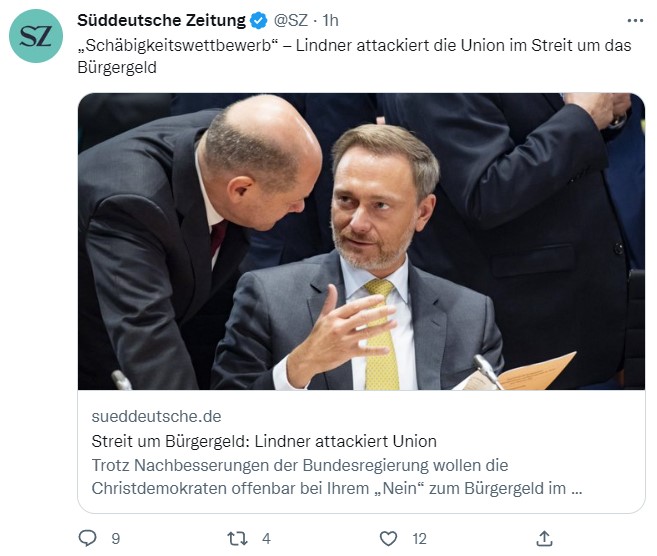 SZ
Süddeutsche Zeitung @SZ · 1h
„Schäbigkeitswettbewerb“ – Lindner attackiert die Union im Streit um das
Bürgergeld
sueddeutsche.de
Streit um Bürgergeld: Lindner attackiert Union
Trotz Nachbesserungen der Bundesregierung wollen die
Christdemokraten offenbar bei Ihrem „Nein“ zum Bürgergeld im ...
9 4 12